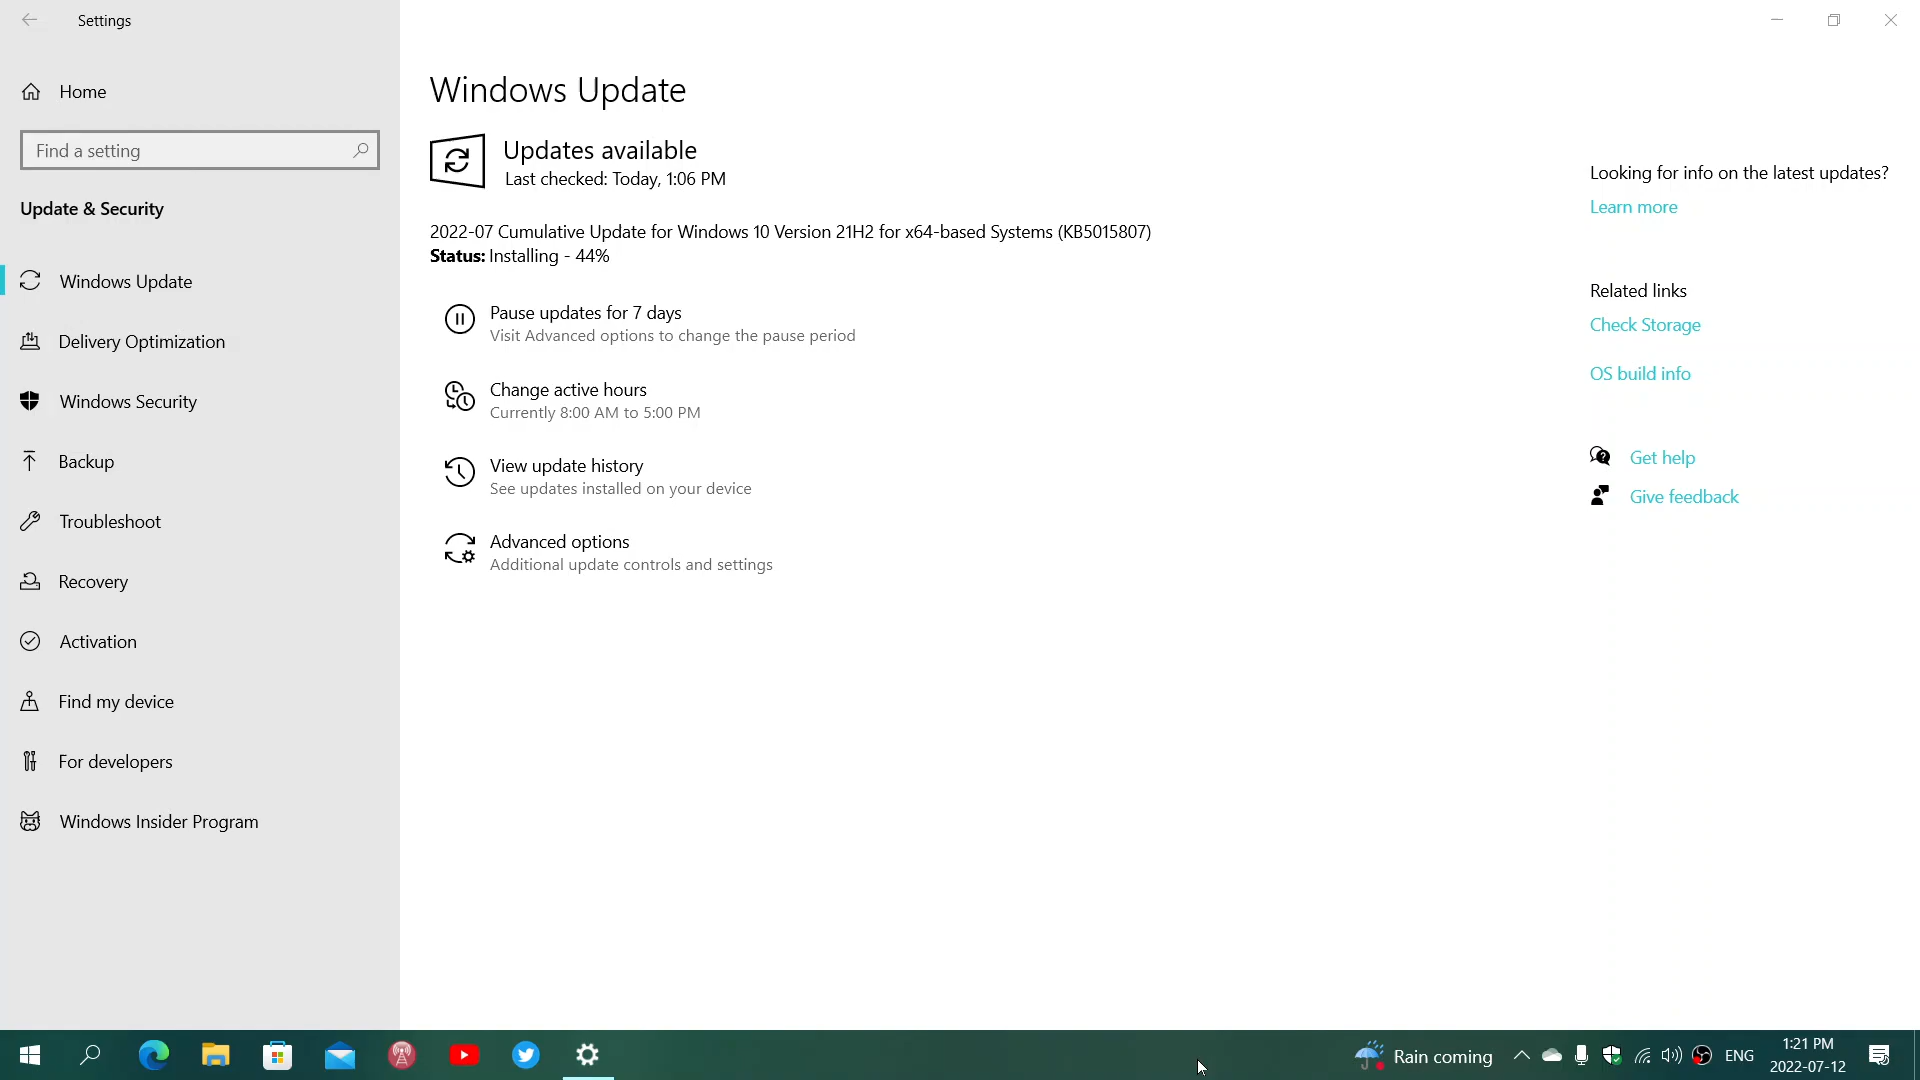 Settings
Home
Find a setting
Update & Security
Windows Update
Delivery Optimization
Windows Security
Backup
Troubleshoot
Recovery
Activation
Find my device
For developers
Windows Insider Program
Windows Update
Updates available
Last checked: Today, 1:06 PM
2022-07 Cumulative Update for Windows 10 Version 21H2 for x64-based Systems (KB5015807)
Status: Installing - 44%
Pause updates for 7 days
Visit Advanced options to change the pause period
Change active hours
Currently 8:00 AM to 5:00 PM
View update history
See updates installed on your device
Advanced options
Additional update controls and settings
Looking for info on the latest updates?
Learn more
Related links
Check Storage
OS build info
Get help
Give feedback
Rain coming
ENG
1:21 PM
2022-07-12